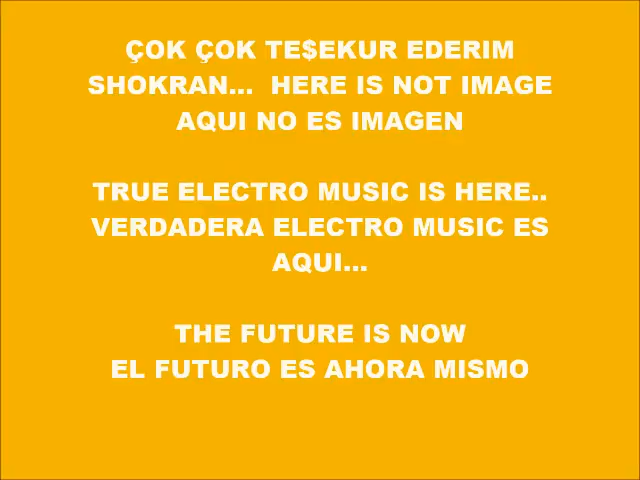 ÇOK ÇOK TE$EKUR EDERIM
SHOKRAN... HERE IS NOT IMAGE
AQUI NO ES IMAGEN
TRUE ELECTRO MUSIC IS HERE..
VERDADERA ELECTRO MUSIC ES
AQUI...
THE FUTURE IS NOW
EL FUTURO ES AHORA MISMO